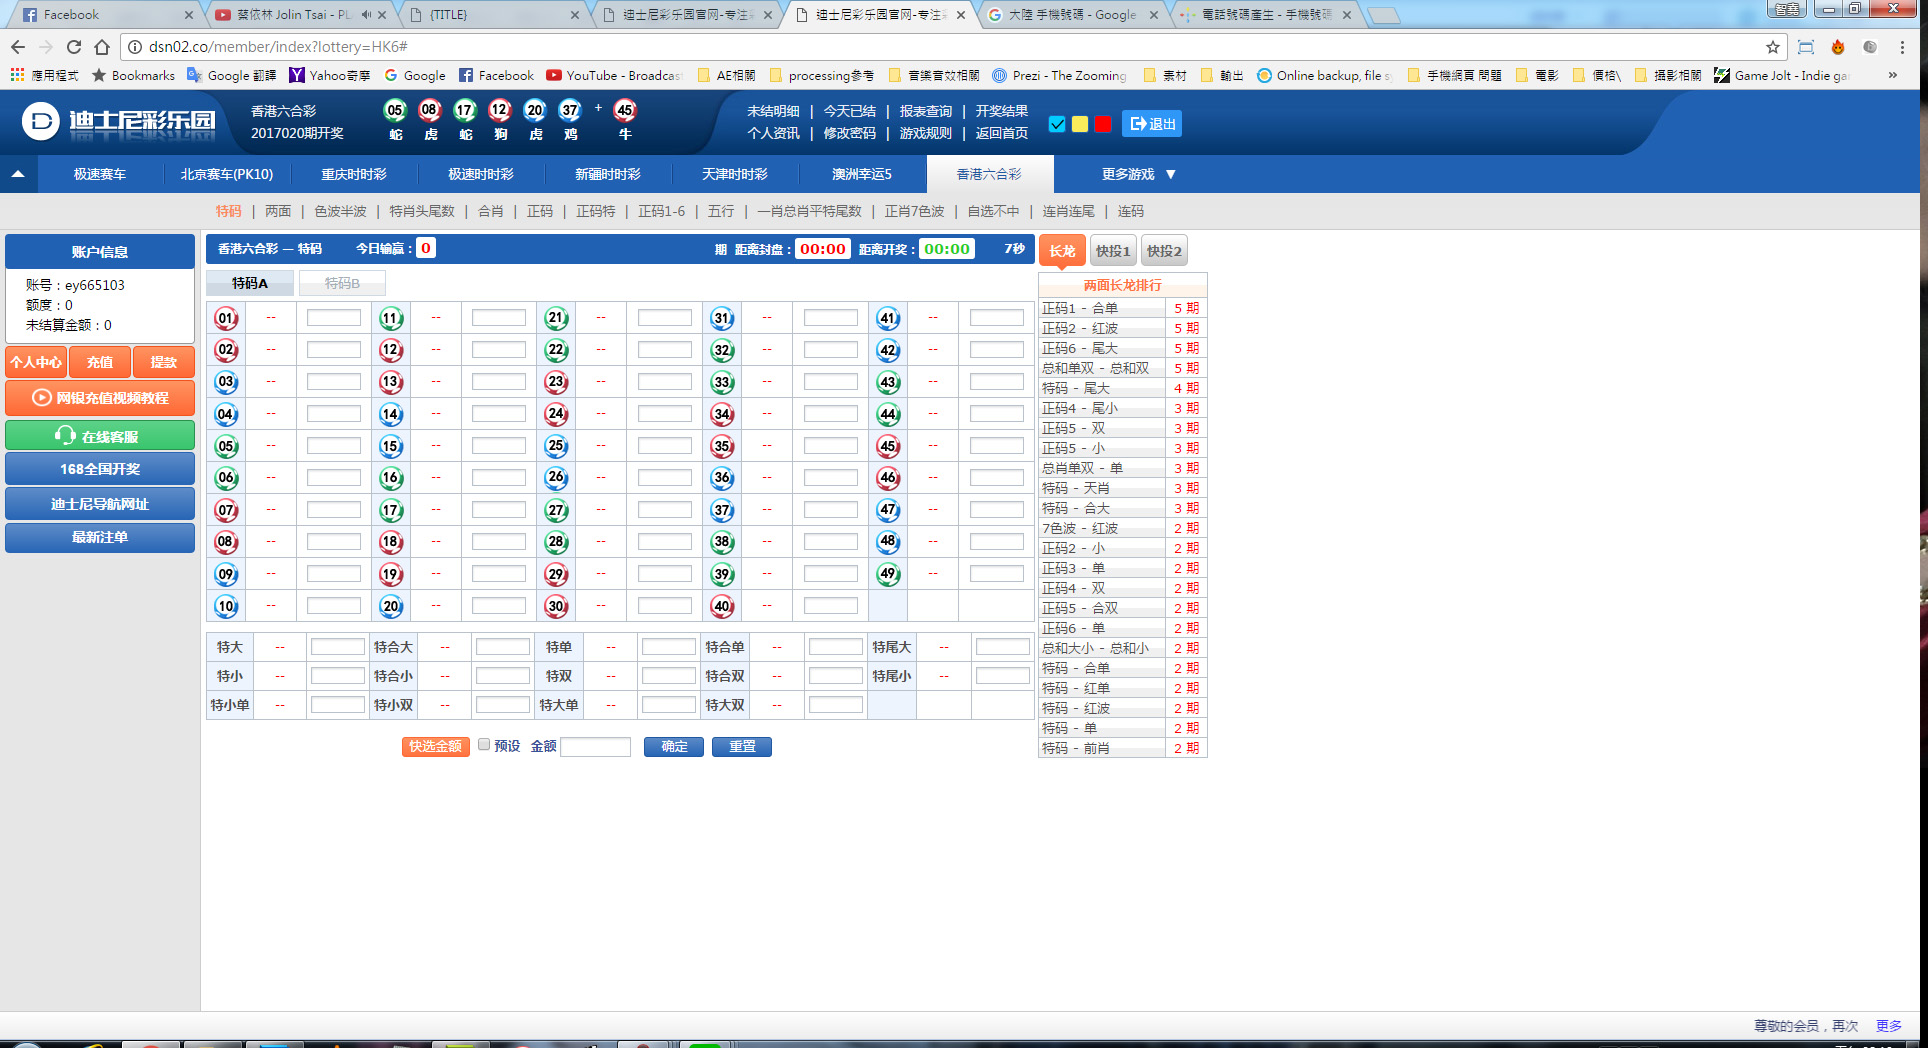 Facebook
蔡依林 Jolin Tsai - PL
{TITLE}
迪士尼彩乐园官网-专注
迪士尼彩乐园官网-专注
大陸 手機號碼 - Google
電話號碼產生 - 手機號碼
智堯
dsn02.co/member/index?lottery=HK6#
應用程式 Bookmarks Google 翻譯 Yahoo奇摩 Google Facebook YouTube - Broadcast AE相關 processing參考 音樂音效相關 Prezi - The Zooming 素材 輸出 Online backup, file s 手機網頁 問題 電影 價格\ 攝影相關 Game Jolt - Indie ga »
迪士尼彩乐园
香港六合彩
2017020期开奖
05 08 17 12 20 37 + 45
蛇 虎 蛇 狗 虎 鸡 牛
未结明细 | 今天已结 | 报表查询 | 开奖结果
个人资讯 | 修改密码 | 游戏规则 | 返回首页
退出
极速赛车 北京赛车(PK10) 重庆时时彩 极速时时彩 新疆时时彩 天津时时彩 澳洲幸运5 香港六合彩 更多游戏 ▼
特码 | 两面 | 色波半波 | 特肖头尾数 | 合肖 | 正码 | 正码特 | 正码1-6 | 五行 | 一肖总肖平特尾数 | 正肖7色波 | 自选不中 | 连肖连尾 | 连码
账户信息
账号：ey665103
额度：0
未结算金额：0
个人中心 充值 提款
网银充值视频教程
在线客服
168全国开奖
迪士尼导航网址
最新注单
香港六合彩 — 特码 今日输赢：0 期 距离封盘：00:00 距离开奖：00:00 7秒
特码A 特码B
01 -- 11 -- 21 -- 31 -- 41 --
02 -- 12 -- 22 -- 32 -- 42 --
03 -- 13 -- 23 -- 33 -- 43 --
04 -- 14 -- 24 -- 34 -- 44 --
05 -- 15 -- 25 -- 35 -- 45 --
06 -- 16 -- 26 -- 36 -- 46 --
07 -- 17 -- 27 -- 37 -- 47 --
08 -- 18 -- 28 -- 38 -- 48 --
09 -- 19 -- 29 -- 39 -- 49 --
10 -- 20 -- 30 -- 40 --
特大 -- 特合大 -- 特单 -- 特合单 -- 特尾大 --
特小 -- 特合小 -- 特双 -- 特合双 -- 特尾小 --
特小单 -- 特小双 -- 特大单 -- 特大双 --
快选金额 预设 金额 确定 重置
长龙 快投1 快投2
两面长龙排行
正码1 - 合单 5 期
正码2 - 红波 5 期
正码6 - 尾大 5 期
总和单双 - 总和双 5 期
特码 - 尾大 4 期
正码4 - 尾小 3 期
正码5 - 双 3 期
正码5 - 小 3 期
总肖单双 - 单 3 期
特码 - 天肖 3 期
特码 - 合大 3 期
7色波 - 红波 2 期
正码2 - 小 2 期
正码3 - 单 2 期
正码4 - 双 2 期
正码5 - 合双 2 期
正码6 - 单 2 期
总和大小 - 总和小 2 期
特码 - 合单 2 期
特码 - 红单 2 期
特码 - 红波 2 期
特码 - 单 2 期
特码 - 前肖 2 期
尊敬的会员，再次 更多